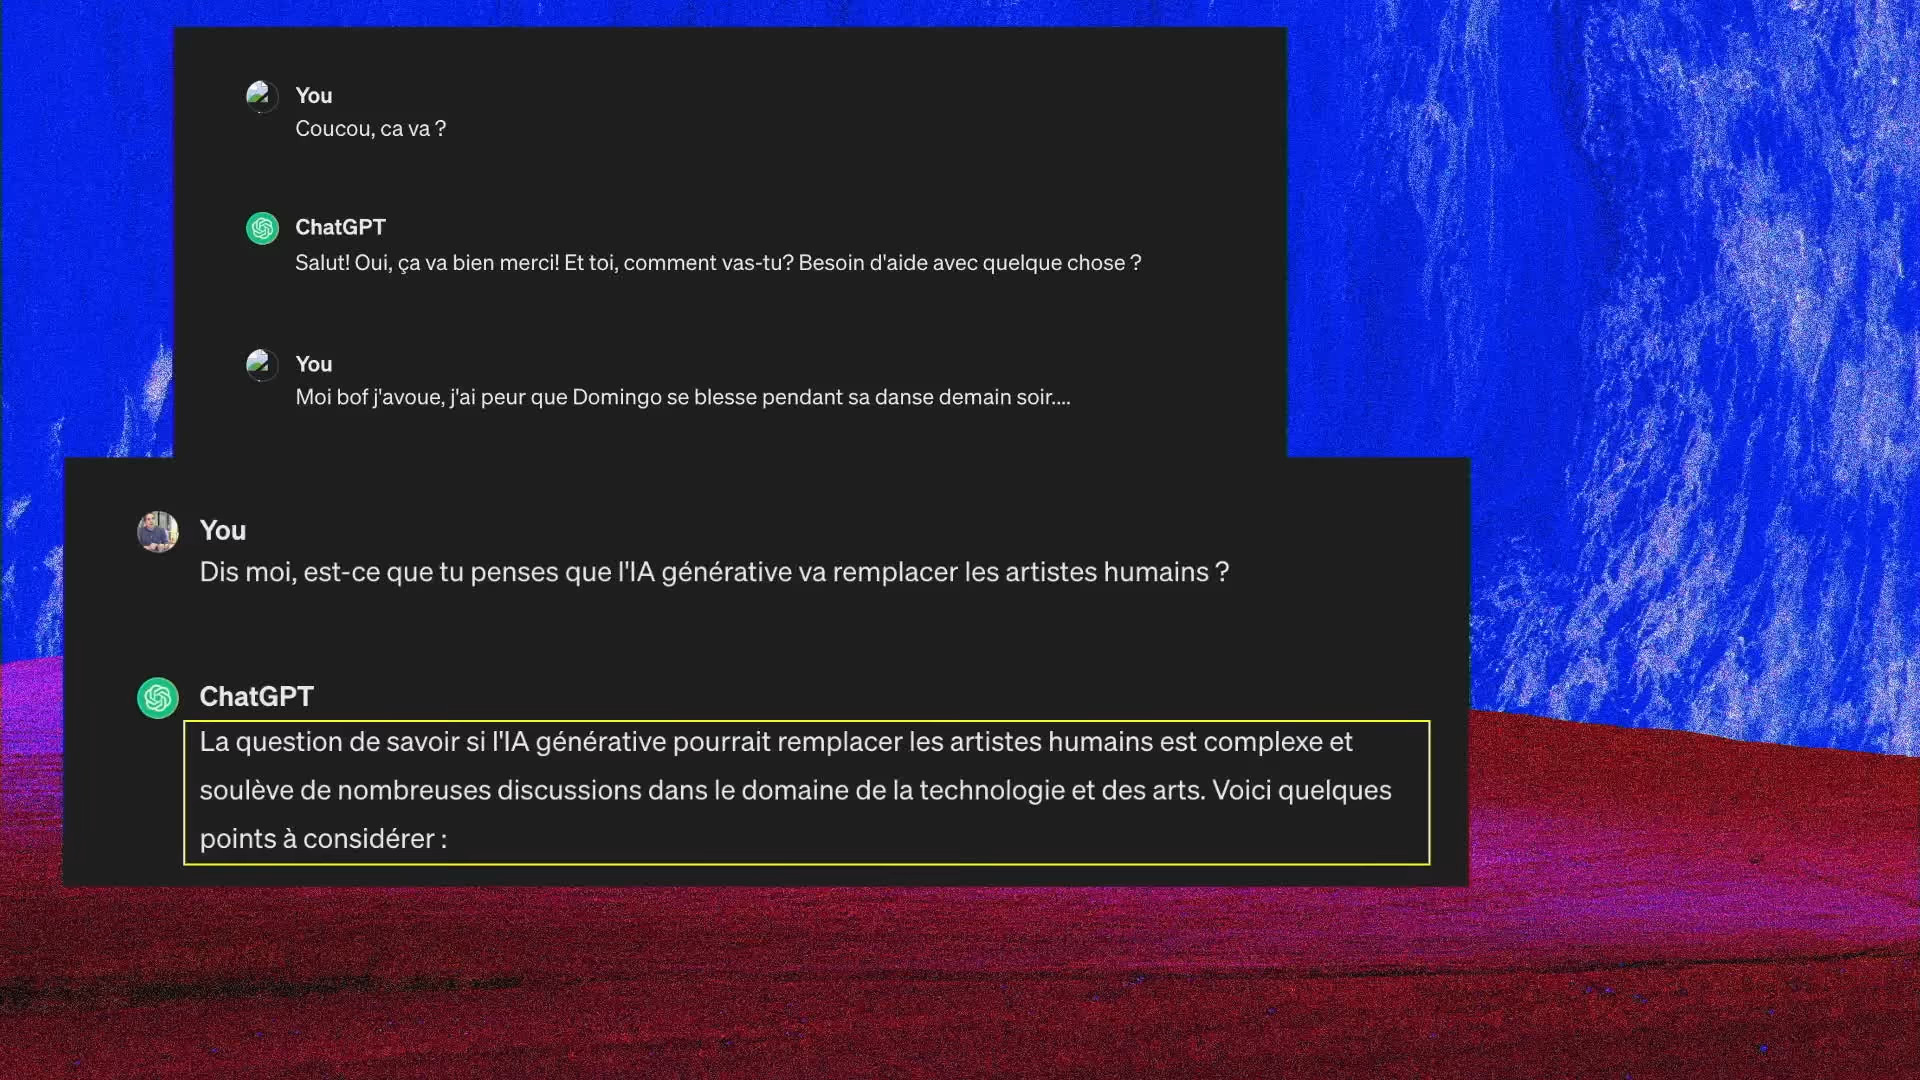 You
Coucou, ca va ?
ChatGPT
Salut! Oui, ça va bien merci! Et toi, comment vas-tu? Besoin d'aide avec quelque chose ?
You
Moi bof j'avoue, j'ai peur que Domingo se blesse pendant sa danse demain soir....
You
Dis moi, est-ce que tu penses que l'IA générative va remplacer les artistes humains ?
ChatGPT
La question de savoir si l'IA générative pourrait remplacer les artistes humains est complexe et
soulève de nombreuses discussions dans le domaine de la technologie et des arts. Voici quelques
points à considérer :